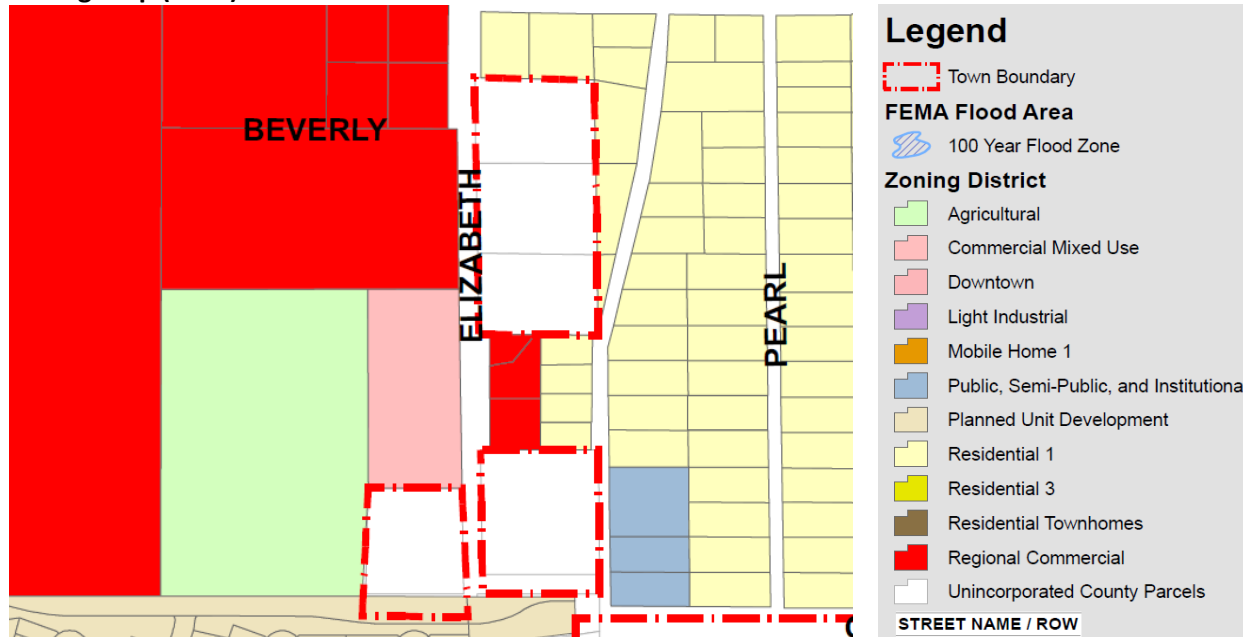 BEVERLY
ELIZABETH
PEARL
Legend
Town Boundary
FEMA Flood Area
100 Year Flood Zone
Zoning District
Agricultural
Commercial Mixed Use
Downtown
Light Industrial
Mobile Home 1
Public, Semi-Public, and Institutiona
Planned Unit Development
Residential 1
Residential 3
Residential Townhomes
Regional Commercial
Unincorporated County Parcels
STREET NAME / ROW